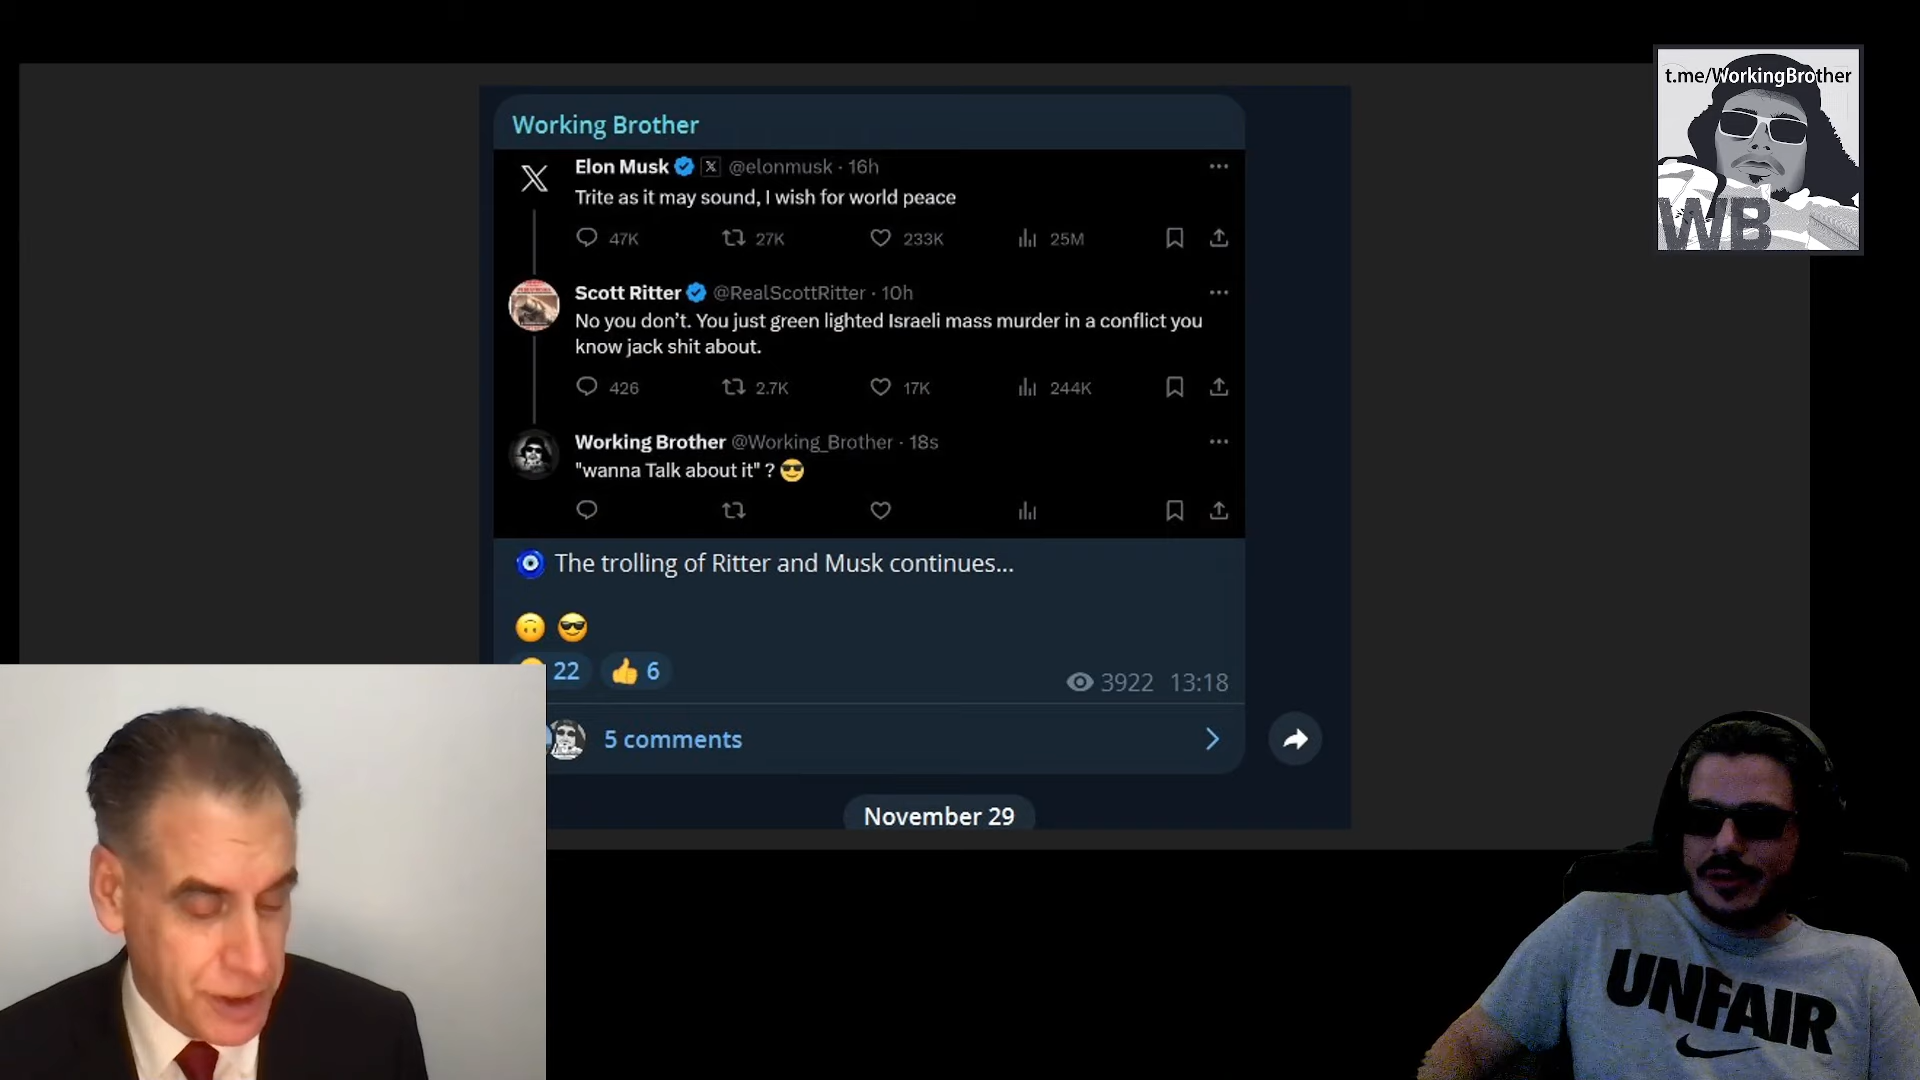 t.me/WorkingBrother
WB
Working Brother
Elon Musk @elonmusk · 16h
Trite as it may sound, I wish for world peace
47K 27K 233K 25M
Scott Ritter @RealScottRitter · 10h
No you don't. You just green lighted Israeli mass murder in a conflict you
know jack shit about.
426 2.7K 17K 244K
Working Brother @Working_Brother · 18s
"wanna Talk about it" ? 😎
🧿 The trolling of Ritter and Musk continues...
🙃 😎
22 👍 6
3922 13:18
5 comments
November 29
UNFAIR